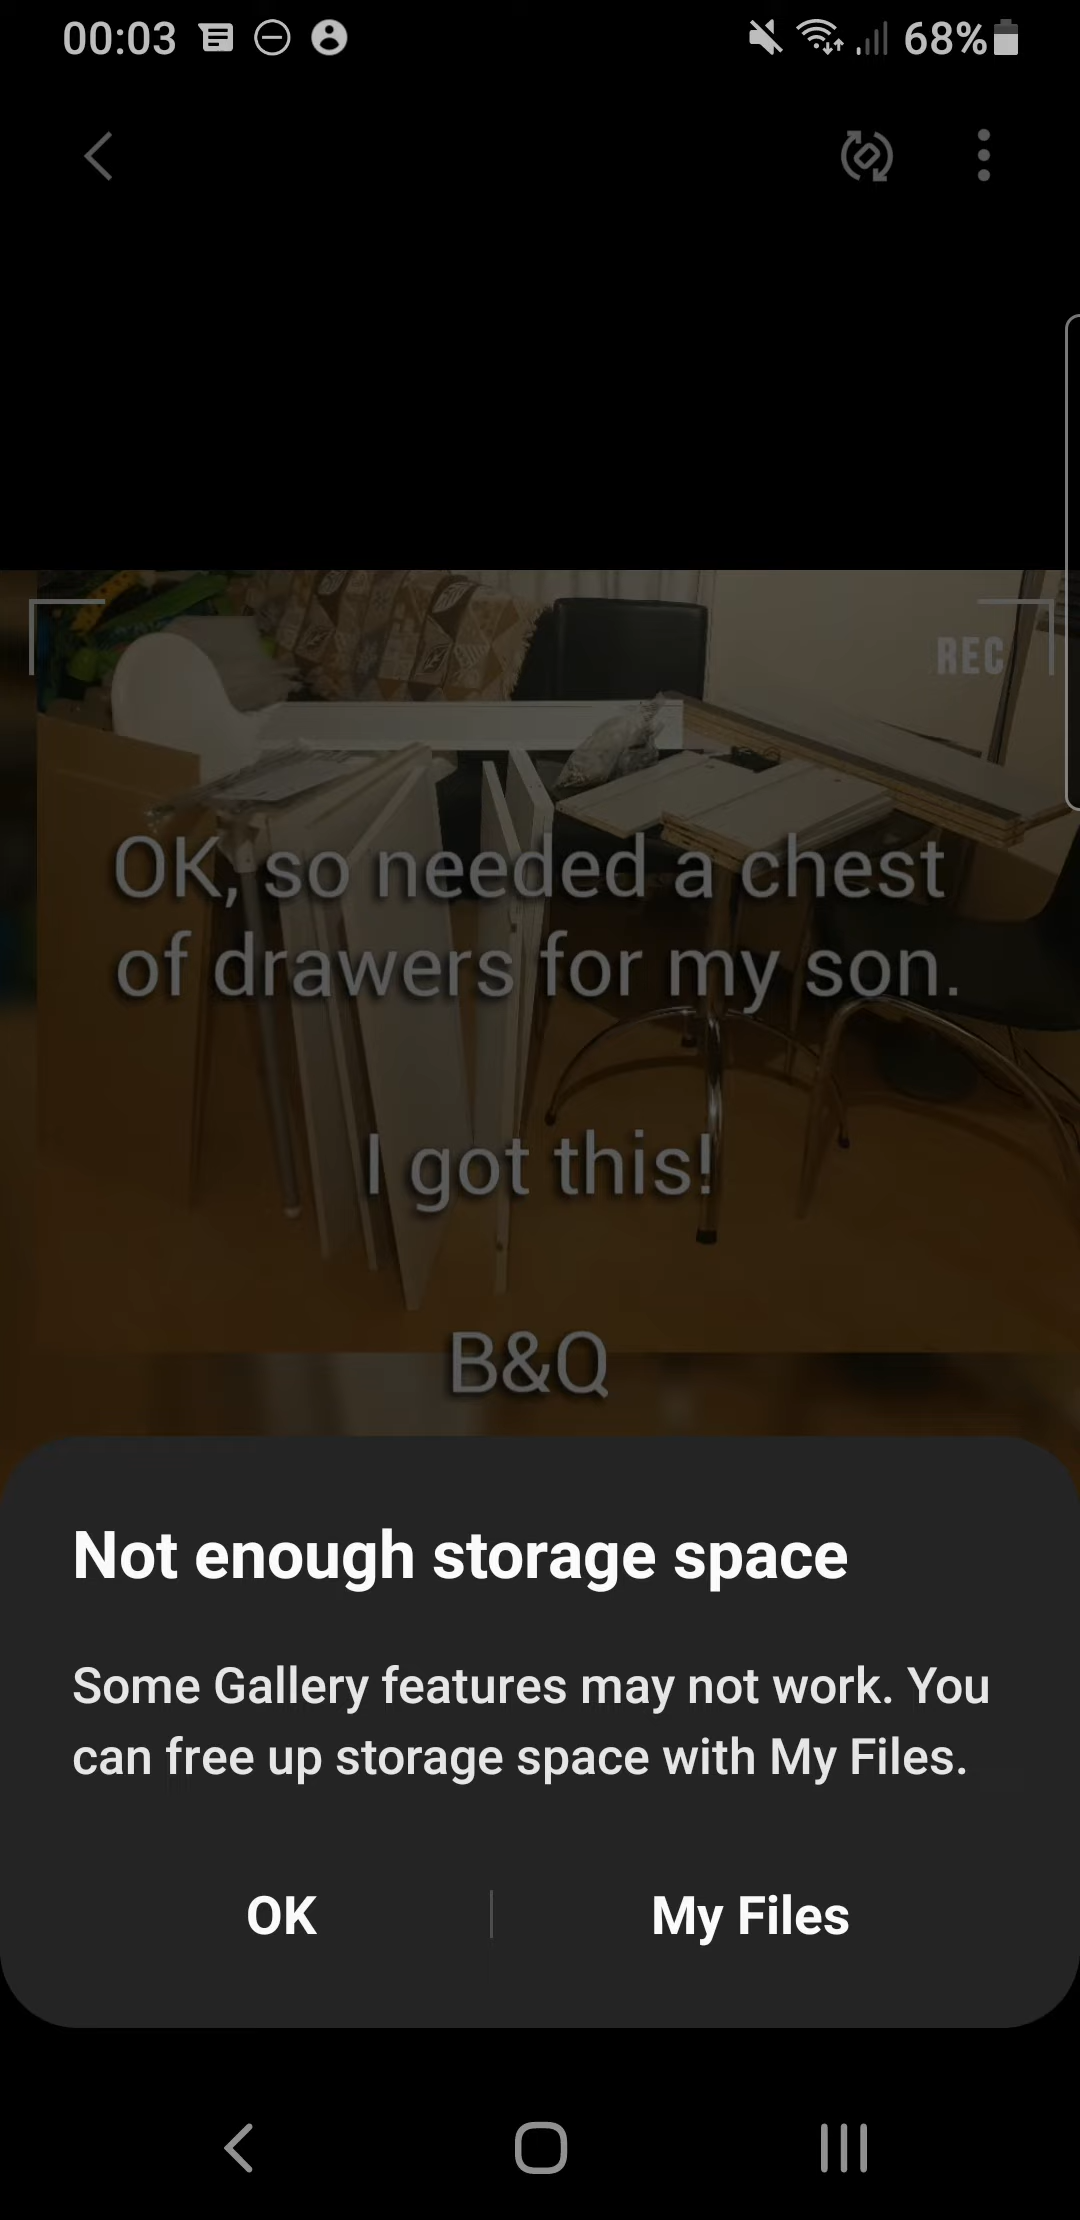 00:03
68%
REC
OK, so needed a chest
of drawers for my son.
I got this!
B&Q
Not enough storage space
Some Gallery features may not work. You
can free up storage space with My Files.
OK
My Files